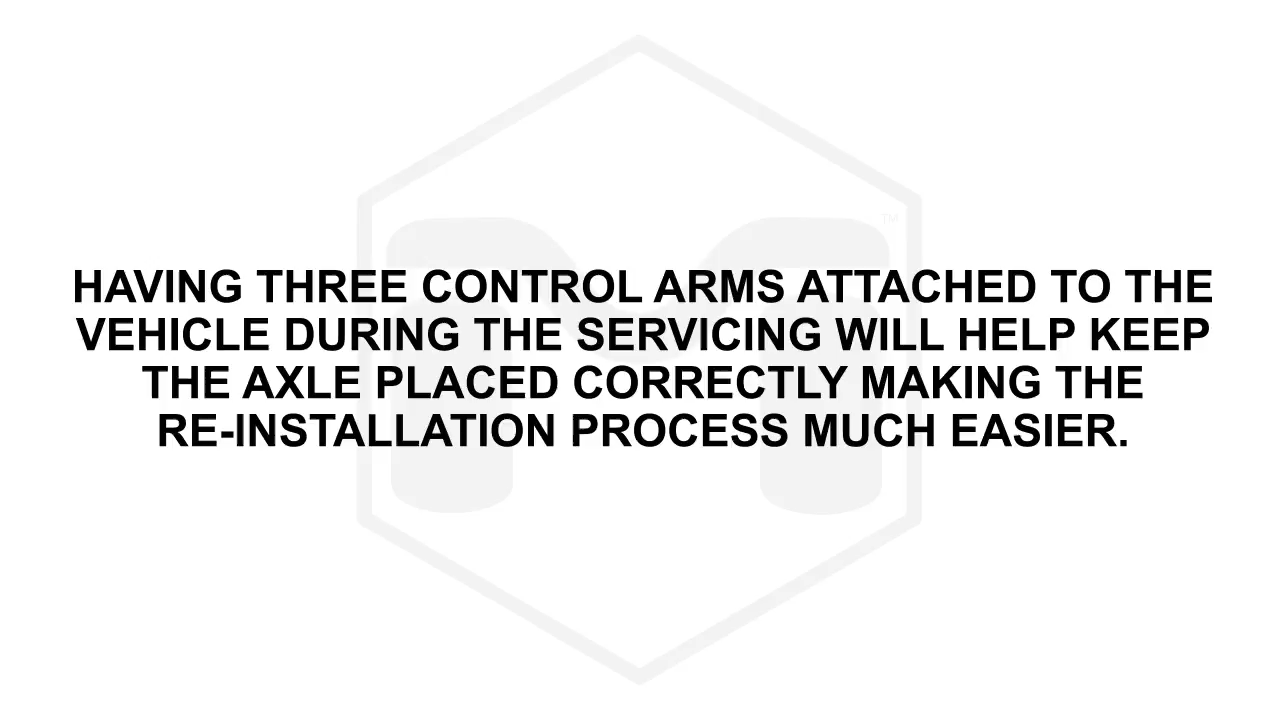 TM
HAVING THREE CONTROL ARMS ATTACHED TO THE
VEHICLE DURING THE SERVICING WILL HELP KEEP
THE AXLE PLACED CORRECTLY MAKING THE
RE-INSTALLATION PROCESS MUCH EASIER.